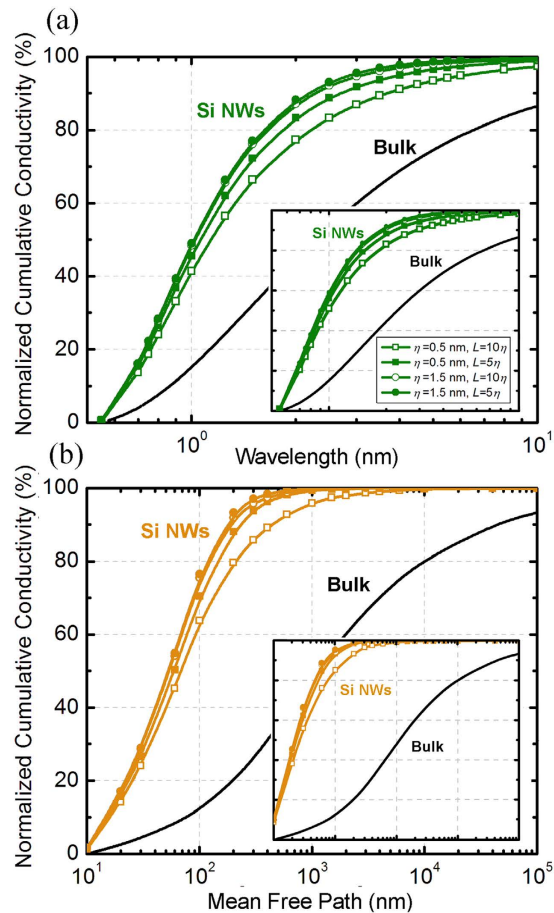 (a)
Normalized Cumulative Conductivity (%)
100
80
60
40
20
0
Si NWs
Bulk
Si NWs
Bulk
η=0.5 nm, L=10η
η=0.5 nm, L=5η
η=1.5 nm, L=10η
η=1.5 nm, L=5η
10⁰
10¹
Wavelength (nm)
(b)
Normalized Cumulative Conductivity (%)
100
80
60
40
20
0
Si NWs
Bulk
Si NWs
Bulk
10¹
10²
10³
10⁴
10⁵
Mean Free Path (nm)